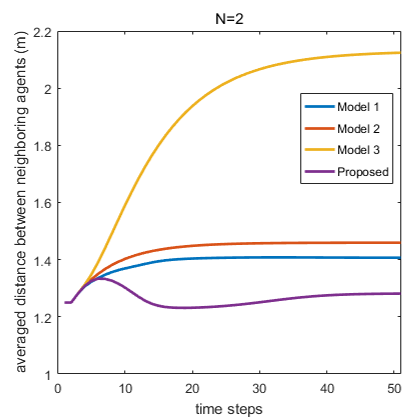 N=2
averaged distance between neighboring agents (m)
2.2
2
1.8
1.6
1.4
1.2
1
Model 1
Model 2
Model 3
Proposed
0 10 20 30 40 50
time steps